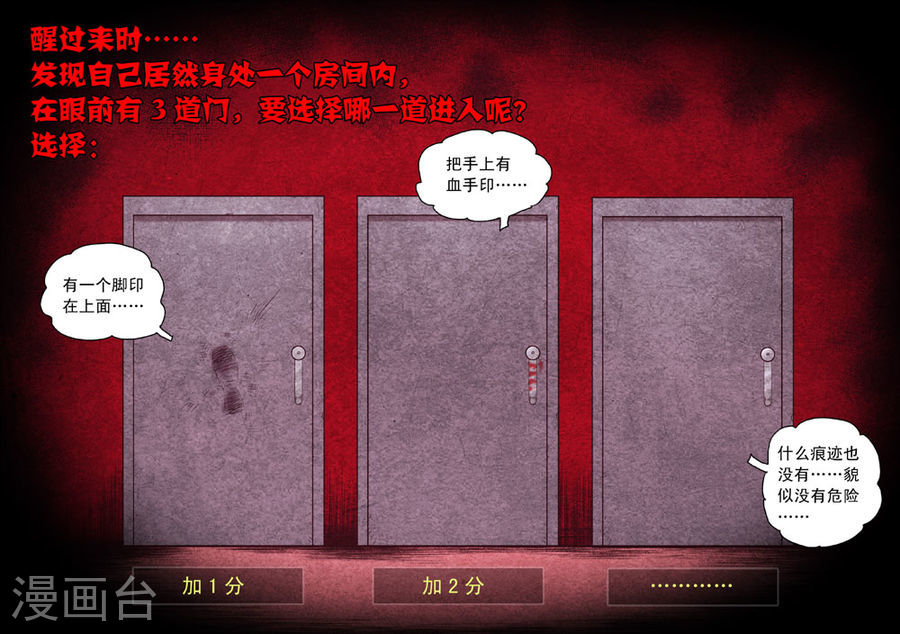 醒过来时……
发现自己居然身处一个房间内，
在眼前有3道门，要选择哪一道进入呢？
选择：
把手上有
血手印……
有一个脚印
在上面……
什么痕迹也
没有……貌
似没有危险
……
加1分
加2分
…………
漫画台